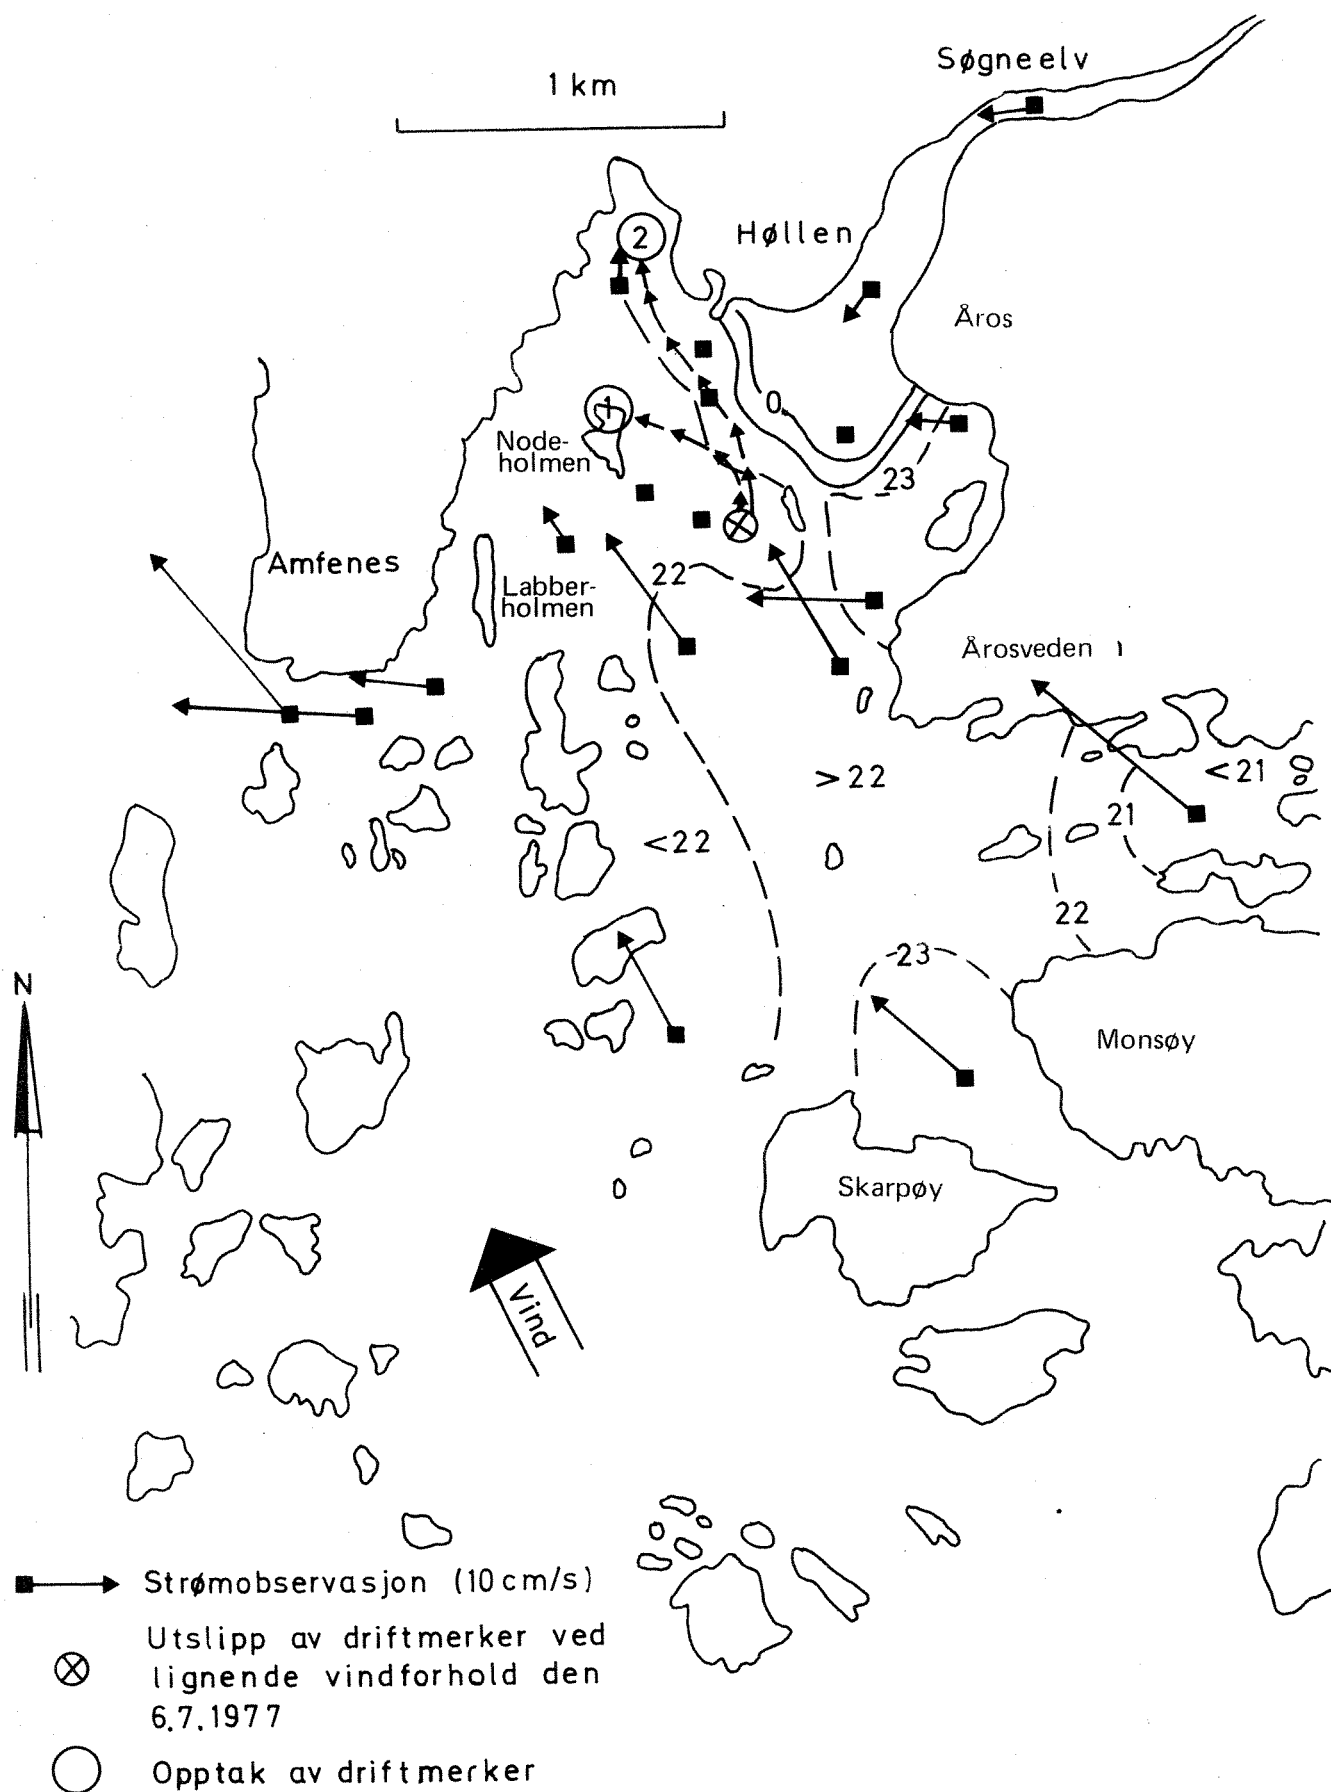 Søgneelv
1 km
2
Høllen
Åros
0
1
Node-
holmen
23
Amfenes
22
Labber-
holmen
Årosveden
>22
<21
21
<22
22
23
N
Monsøy
Skarpøy
Vind
Strømobservasjon (10 cm/s)
Utslipp av driftmerker ved
lignende vindforhold den
6.7.1977
Opptak av driftmerker